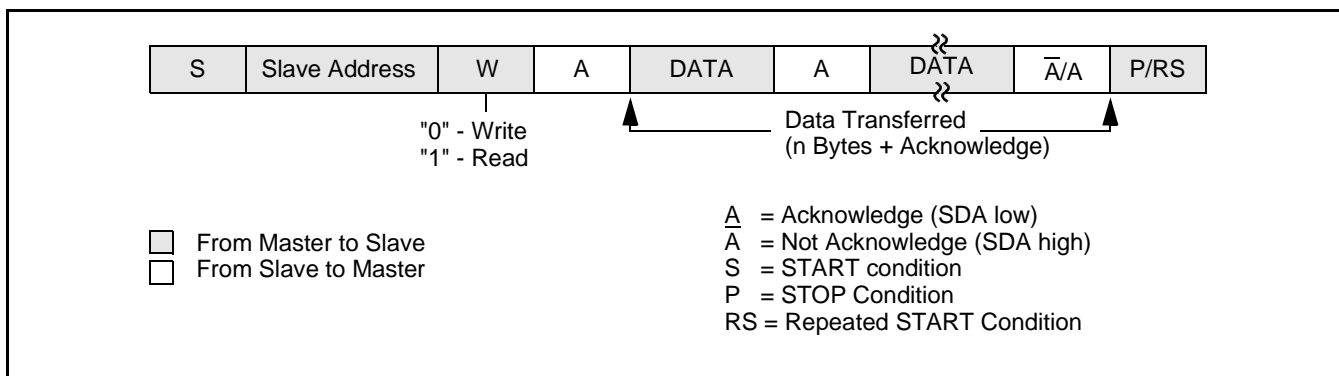 S Slave Address W A DATA A DATA A̅/A P/RS
"0" - Write
"1" - Read
Data Transferred
(n Bytes + Acknowledge)
From Master to Slave
From Slave to Master
A = Acknowledge (SDA low)
A̅ = Not Acknowledge (SDA high)
S = START condition
P = STOP Condition
RS = Repeated START Condition